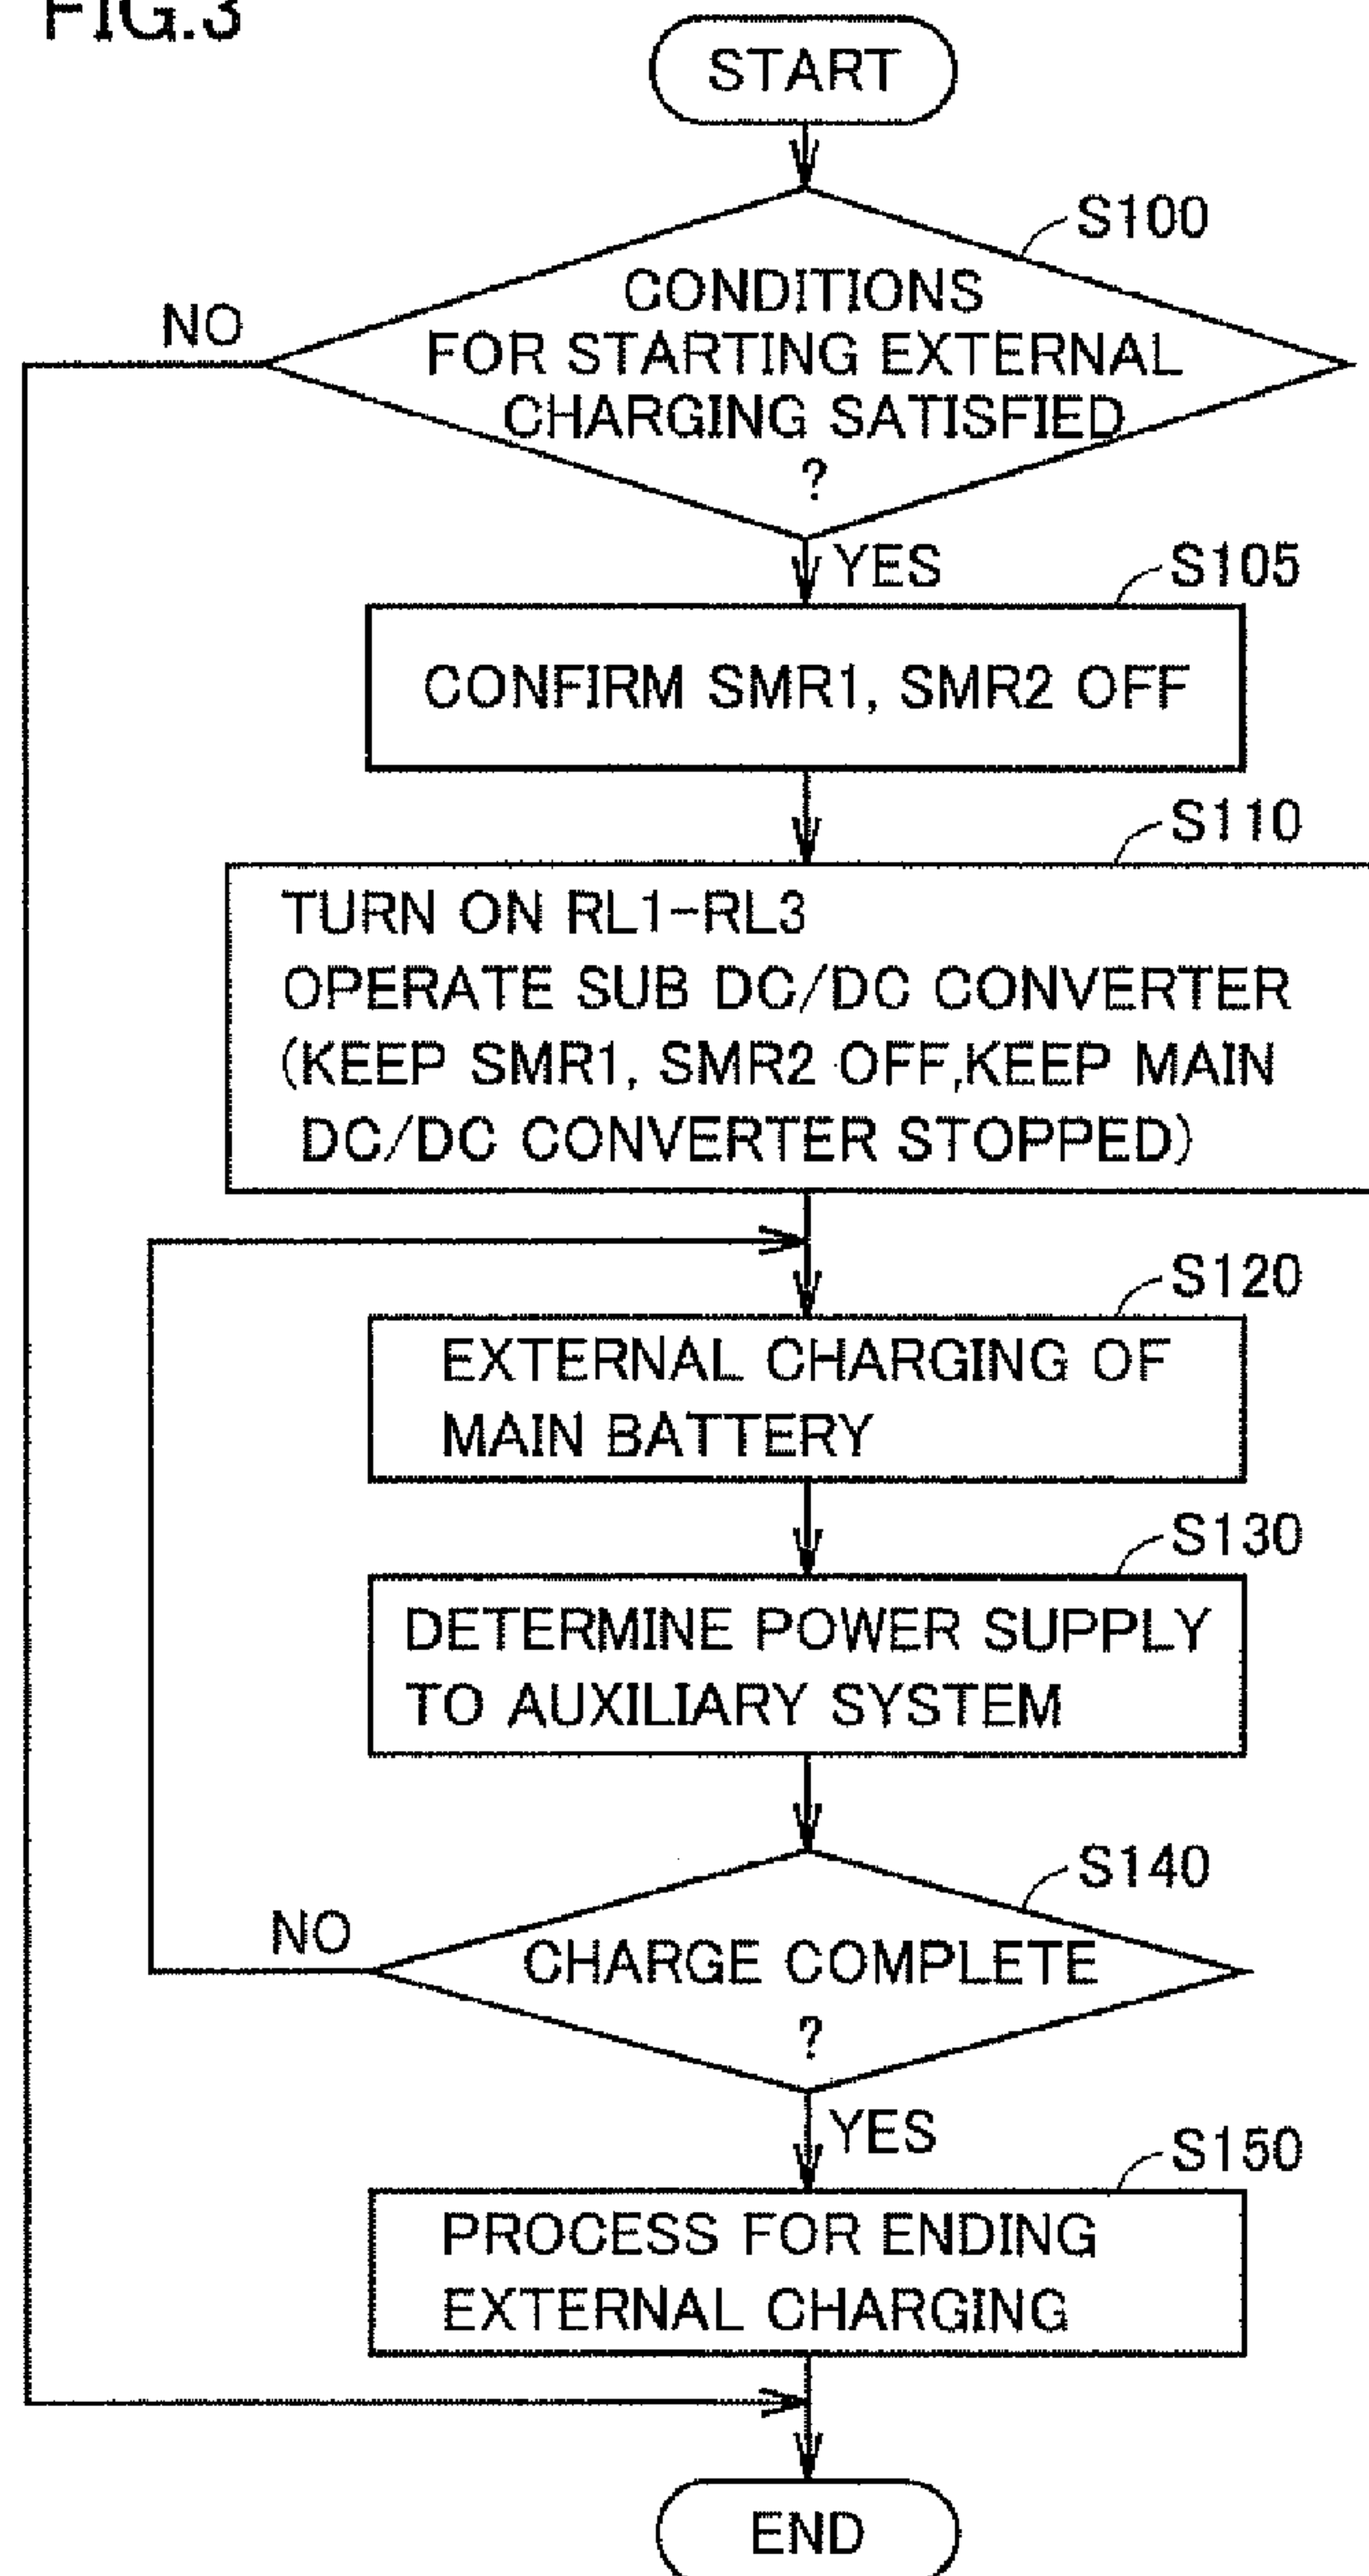 FIG.3
START
S100
CONDITIONS
FOR STARTING EXTERNAL
CHARGING SATISFIED
?
NO
YES
S105
CONFIRM SMR1, SMR2 OFF
S110
TURN ON RL1-RL3
OPERATE SUB DC/DC CONVERTER
(KEEP SMR1, SMR2 OFF,KEEP MAIN
DC/DC CONVERTER STOPPED)
S120
EXTERNAL CHARGING OF
MAIN BATTERY
S130
DETERMINE POWER SUPPLY
TO AUXILIARY SYSTEM
S140
NO
CHARGE COMPLETE
?
YES
S150
PROCESS FOR ENDING
EXTERNAL CHARGING
END